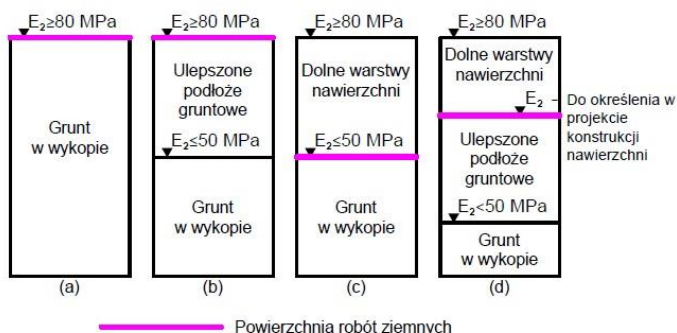 E₂≥80 MPa
Grunt
w wykopie
(a)
E₂≥80 MPa
Ulepszone
podłoże
gruntowe
E₂≤50 MPa
Grunt
w wykopie
(b)
E₂≥80 MPa
Dolne warstwy
nawierzchni
E₂≤50 MPa
Grunt
w wykopie
(c)
E₂≥80 MPa
Dolne warstwy
nawierzchni
E₂ - Do określenia w
projekcie
konstrukcji
nawierzchni
Ulepszone
podłoże
gruntowe
E₂<50 MPa
Grunt
w wykopie
(d)
Powierzchnia robót ziemnych